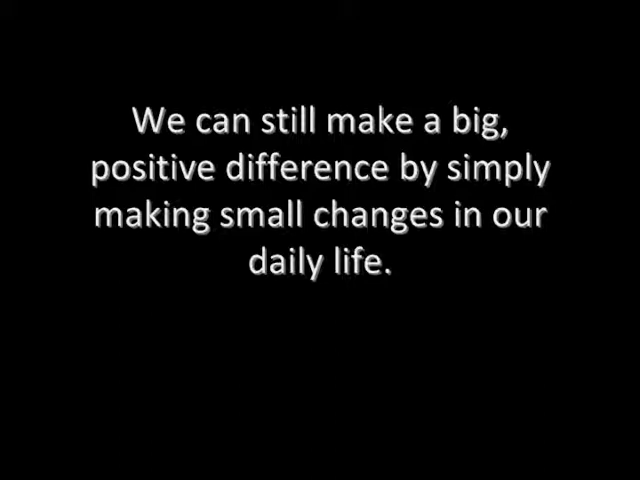 We can still make a big,
positive difference by simply
making small changes in our
daily life.